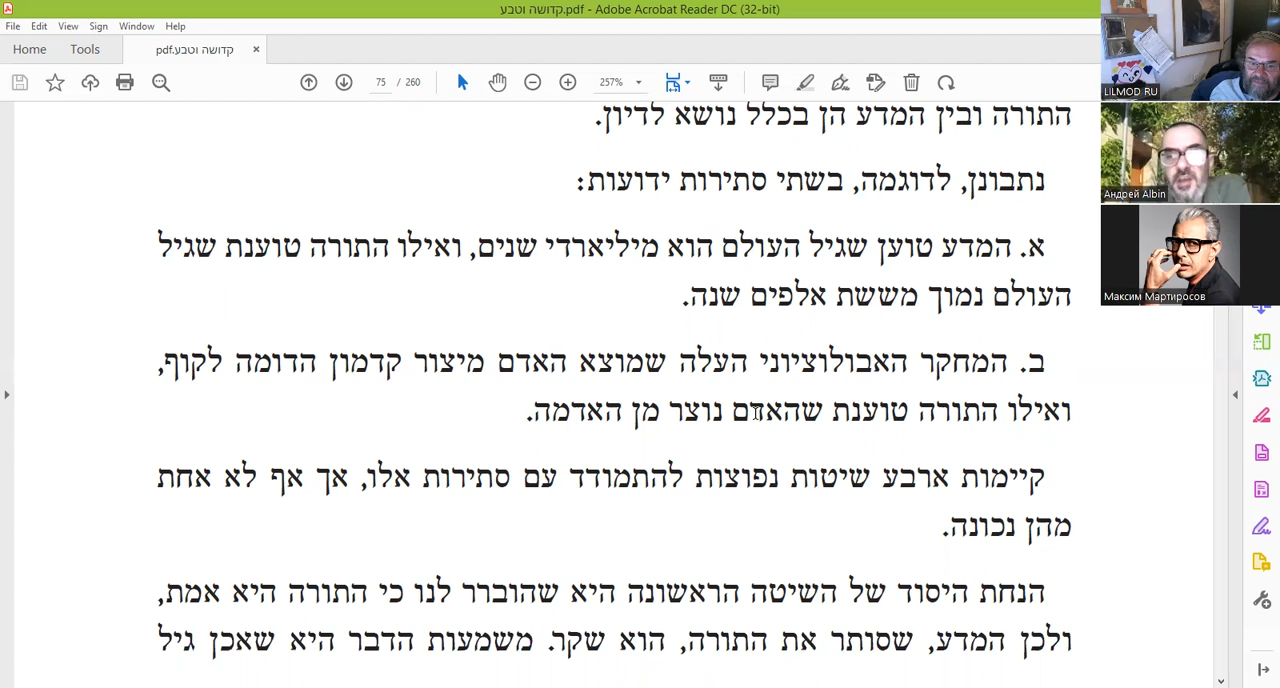 קדושה וטבע.pdf - Adobe Acrobat Reader DC (32-bit)
File Edit View Sign Window Help
Home Tools קדושה וטבע.pdf ×
75 / 260 257%
התורה ובין המדע הן בכלל נושא לדיון.
נתבונן, לדוגמה, בשתי סתירות ידועות:
א. המדע טוען שגיל העולם הוא מיליארדי שנים, ואילו התורה טוענת שגיל
העולם נמוך מששת אלפים שנה.
ב. המחקר האבולוציוני העלה שמוצא האדם מיצור קדמון הדומה לקוף,
ואילו התורה טוענת שהאדם נוצר מן האדמה.
קיימות ארבע שיטות נפוצות להתמודד עם סתירות אלו, אך אף לא אחת
מהן נכונה.
הנחת היסוד של השיטה הראשונה היא שהוברר לנו כי התורה היא אמת,
ולכן המדע, שסותר את התורה, הוא שקר. משמעות הדבר היא שאכן גיל
LILMOD RU
Андрей Albin
Максим Мартиросов